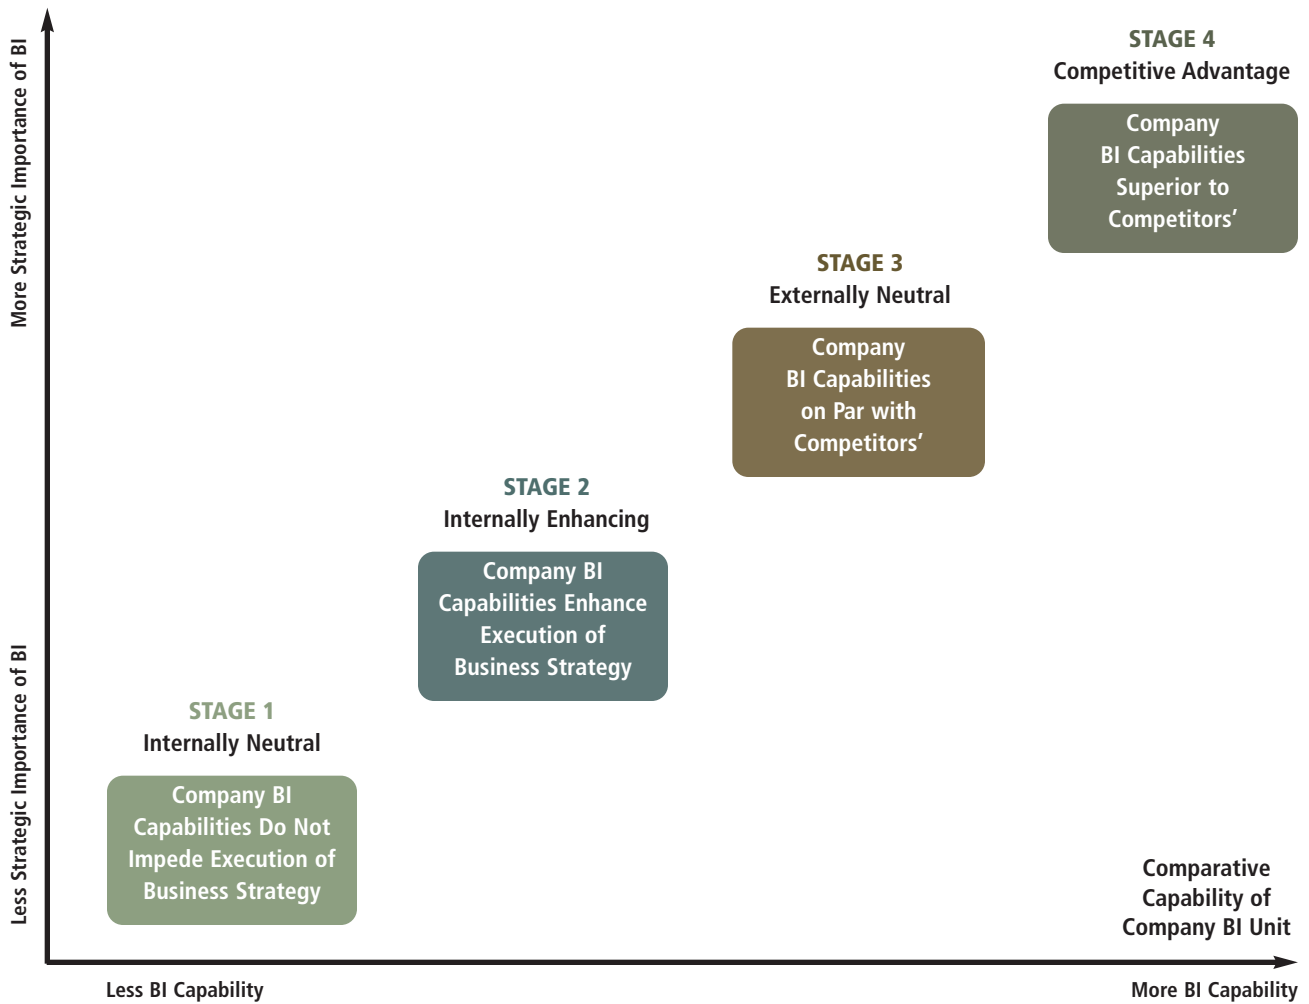 More Strategic Importance of BI
Less Strategic Importance of BI
STAGE 4
Competitive Advantage
Company
BI Capabilities
Superior to
Competitors’
STAGE 3
Externally Neutral
Company
BI Capabilities
on Par with
Competitors’
STAGE 2
Internally Enhancing
Company BI
Capabilities Enhance
Execution of
Business Strategy
STAGE 1
Internally Neutral
Company BI
Capabilities Do Not
Impede Execution of
Business Strategy
Comparative
Capability of
Company BI Unit
Less BI Capability
More BI Capability